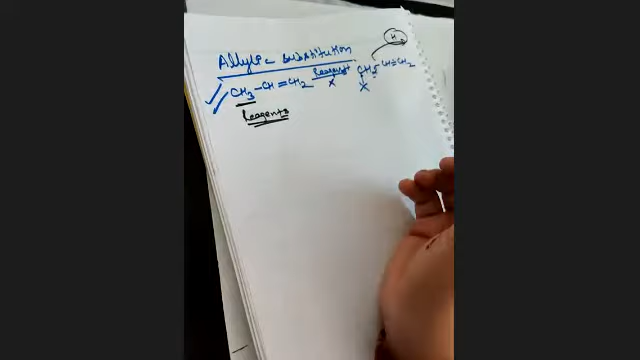 Allylic substitution
CH3-CH=CH2 Reagent X CH2-CH=CH2 X H
Reagents